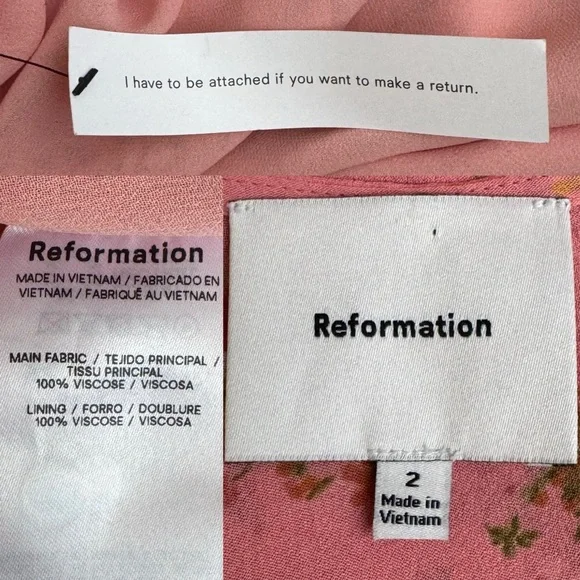 I have to be attached if you want to make a return.
Reformation
MADE IN VIETNAM / FABRICADO EN
VIETNAM / FABRIQUÉ AU VIETNAM
MAIN FABRIC / TEJIDO PRINCIPAL /
TISSU PRINCIPAL
100% VISCOSE / VISCOSA
LINING / FORRO / DOUBLURE
100% VISCOSE / VISCOSA
Reformation
2
Made in
Vietnam